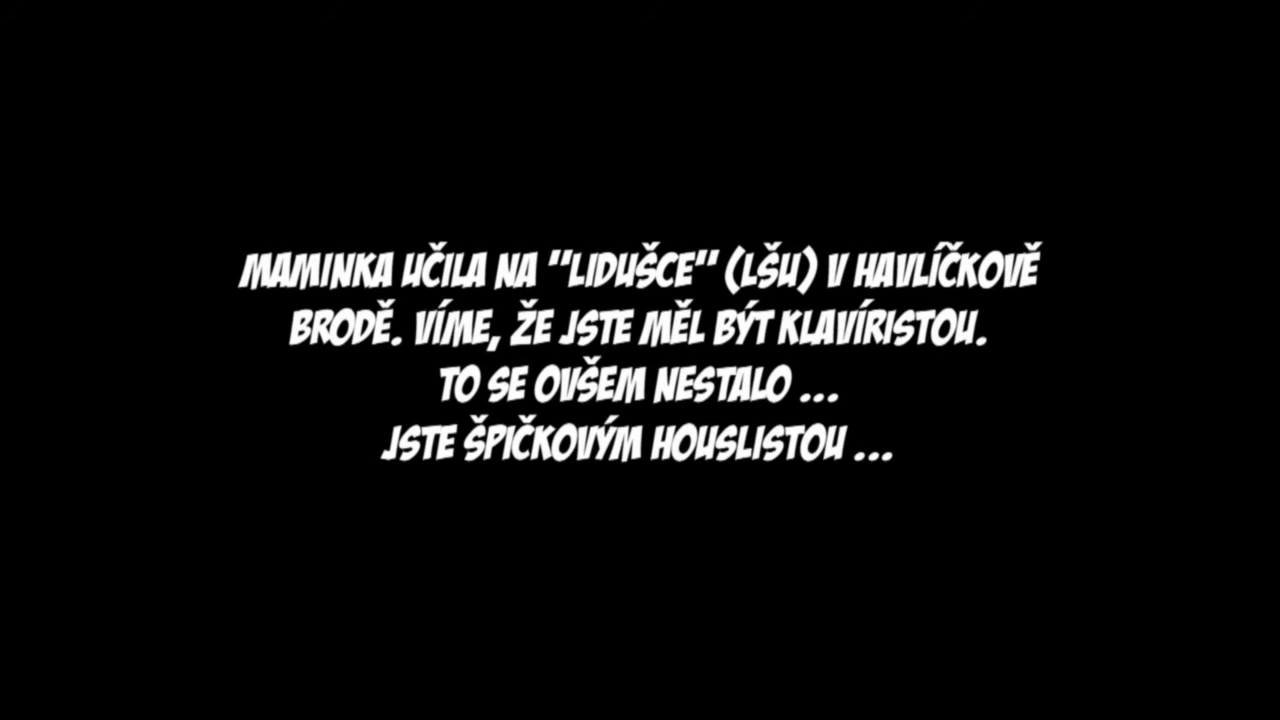 MAMINKA UČILA NA "LIDUŠCE" (LŠU) V HAVLÍČKOVĚ
BRODĚ. VÍME, ŽE JSTE MĚL BÝT KLAVÍRISTOU.
TO SE OVŠEM NESTALO ...
JSTE ŠPIČKOVÝM HOUSLISTOU ...